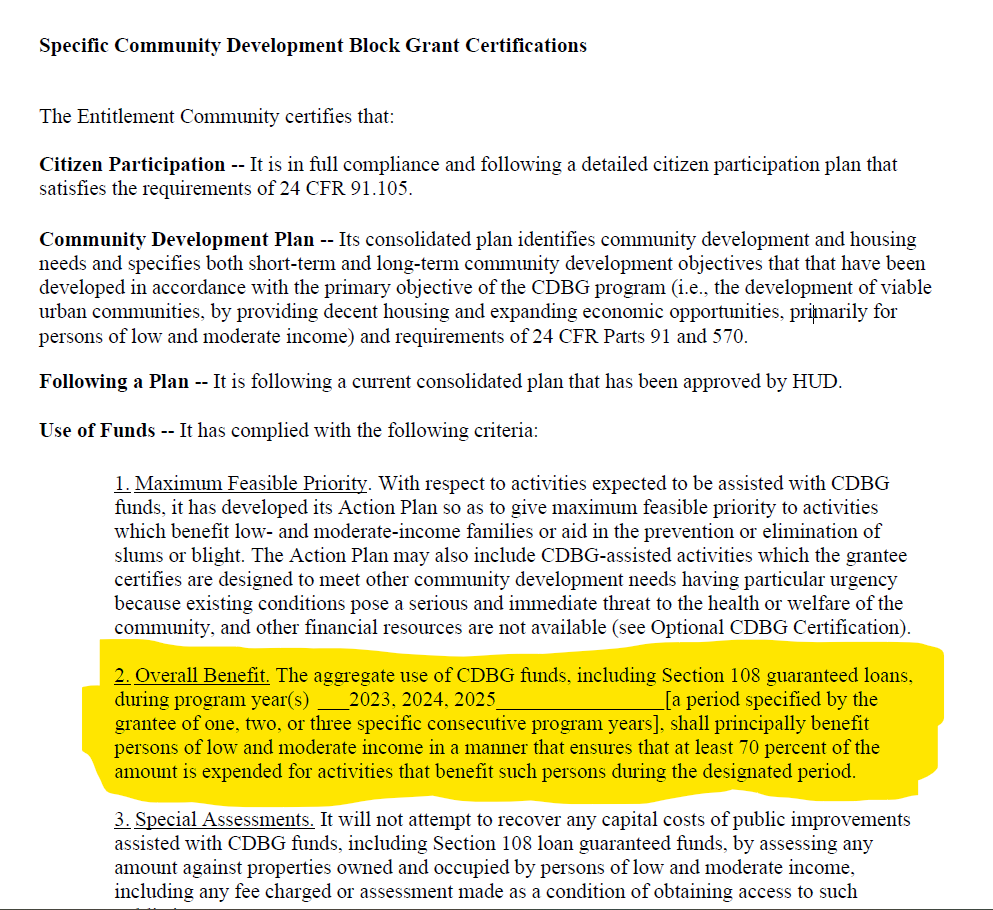 Specific Community Development Block Grant Certifications
The Entitlement Community certifies that:
Citizen Participation -- It is in full compliance and following a detailed citizen participation plan that
satisfies the requirements of 24 CFR 91.105.
Community Development Plan -- Its consolidated plan identifies community development and housing
needs and specifies both short-term and long-term community development objectives that that have been
developed in accordance with the primary objective of the CDBG program (i.e., the development of viable
urban communities, by providing decent housing and expanding economic opportunities, primarily for
persons of low and moderate income) and requirements of 24 CFR Parts 91 and 570.
Following a Plan -- It is following a current consolidated plan that has been approved by HUD.
Use of Funds -- It has complied with the following criteria:
1. Maximum Feasible Priority. With respect to activities expected to be assisted with CDBG
funds, it has developed its Action Plan so as to give maximum feasible priority to activities
which benefit low- and moderate-income families or aid in the prevention or elimination of
slums or blight. The Action Plan may also include CDBG-assisted activities which the grantee
certifies are designed to meet other community development needs having particular urgency
because existing conditions pose a serious and immediate threat to the health or welfare of the
community, and other financial resources are not available (see Optional CDBG Certification).
2. Overall Benefit. The aggregate use of CDBG funds, including Section 108 guaranteed loans,
during program year(s) ___2023, 2024, 2025________________[a period specified by the
grantee of one, two, or three specific consecutive program years], shall principally benefit
persons of low and moderate income in a manner that ensures that at least 70 percent of the
amount is expended for activities that benefit such persons during the designated period.
3. Special Assessments. It will not attempt to recover any capital costs of public improvements
assisted with CDBG funds, including Section 108 loan guaranteed funds, by assessing any
amount against properties owned and occupied by persons of low and moderate income,
including any fee charged or assessment made as a condition of obtaining access to such